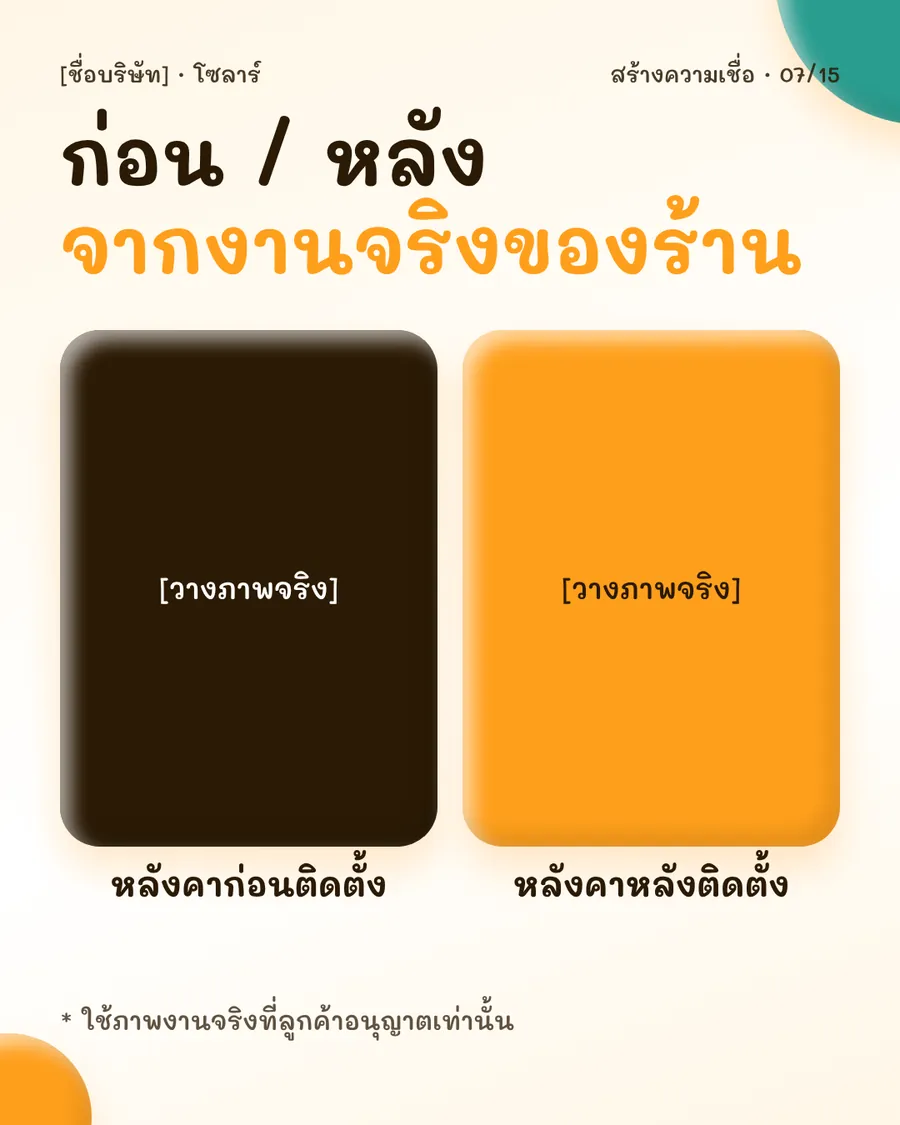 [ชื่อบริษัท] · โซลาร์
สร้างความเชื่อ · 07/15
ก่อน / หลัง
จากงานจริงของร้าน
[วางภาพจริง]
[วางภาพจริง]
หลังคาก่อนติดตั้ง
หลังคาหลังติดตั้ง
* ใช้ภาพงานจริงที่ลูกค้าอนุญาตเท่านั้น